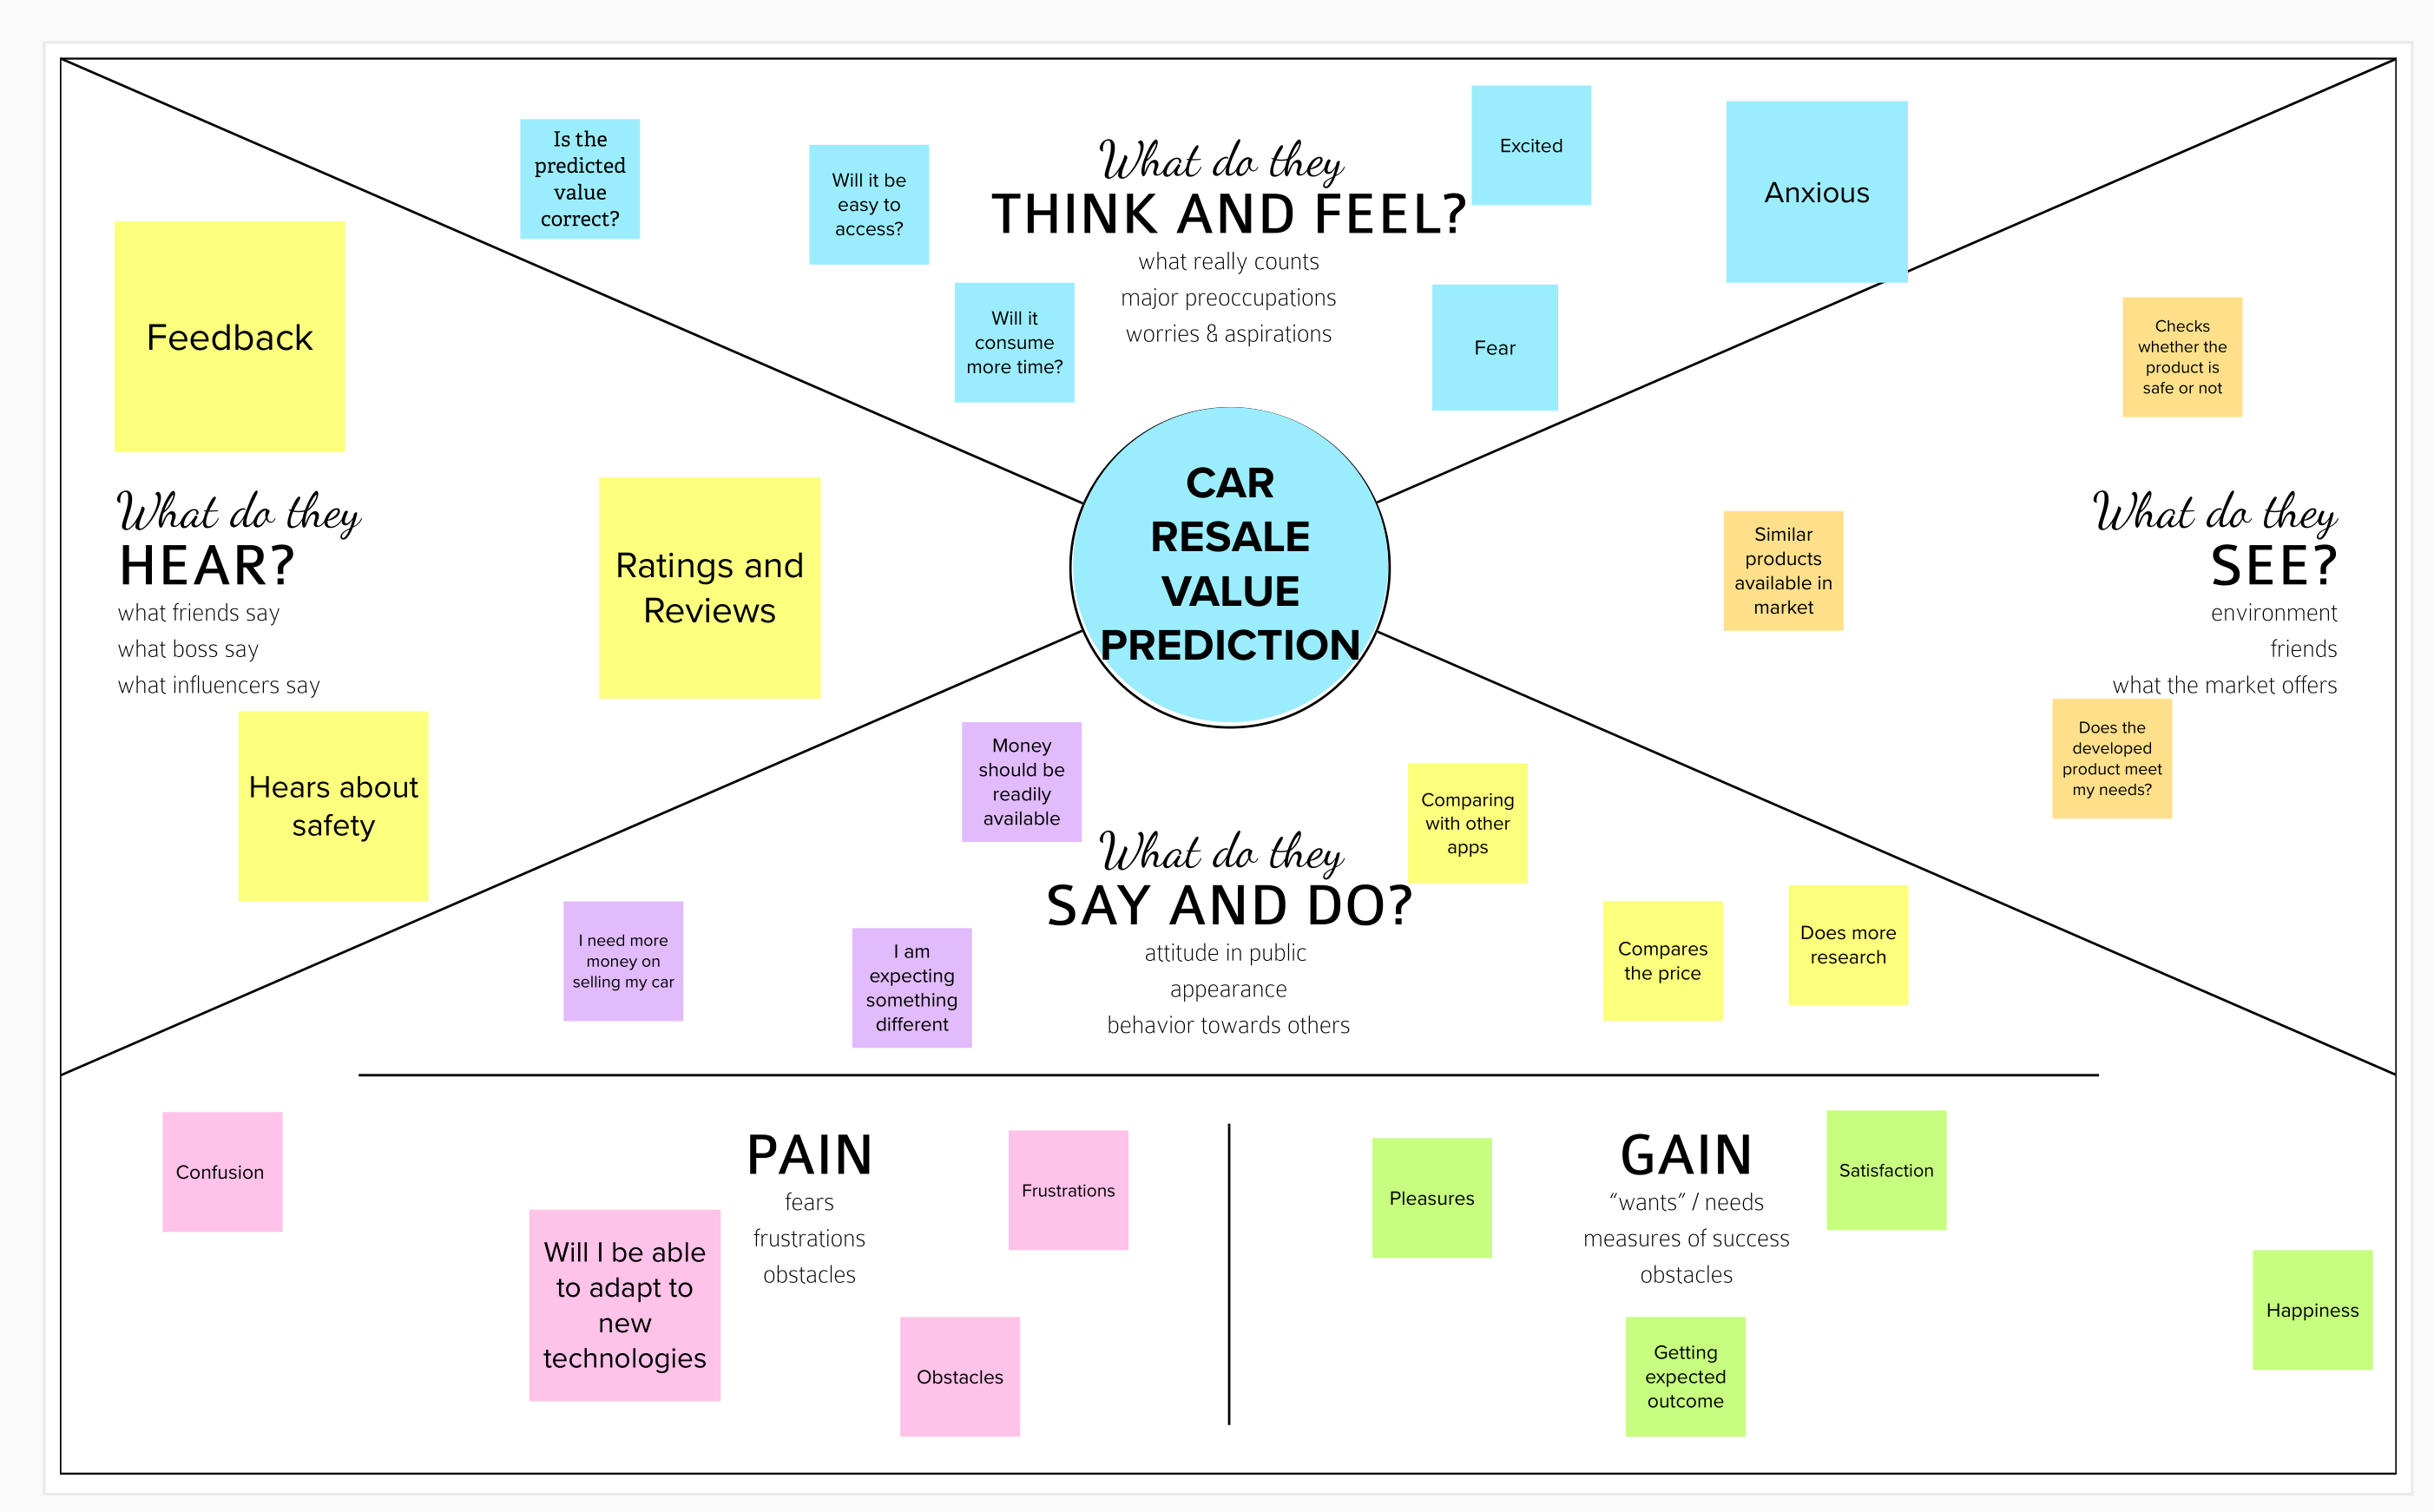 Is the
predicted
value
correct?
Will it be
easy to
access?
Will it
consume
more time?
What do they
THINK AND FEEL?
what really counts
major preoccupations
worries & aspirations
Excited
Anxious
Fear
Feedback
What do they
HEAR?
what friends say
what boss say
what influencers say
Ratings and
Reviews
Hears about
safety
CAR
RESALE
VALUE
PREDICTION
Checks
whether the
product is
safe or not
Similar
products
available in
market
What do they
SEE?
environment
friends
what the market offers
Does the
developed
product meet
my needs?
Money
should be
readily
available
I need more
money on
selling my car
I am
expecting
something
different
What do they
SAY AND DO?
attitude in public
appearance
behavior towards others
Comparing
with other
apps
Compares
the price
Does more
research
Confusion
Will I be able
to adapt to
new
technologies
PAIN
fears
frustrations
obstacles
Frustrations
Obstacles
Pleasures
GAIN
“wants” / needs
measures of success
obstacles
Satisfaction
Getting
expected
outcome
Happiness